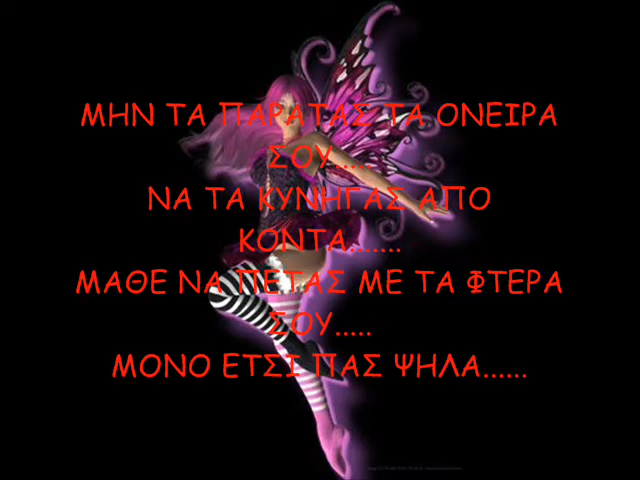 ΜΗΝ ΤΑ ΠΑΡΑΤΑΣ ΤΑ ΟΝΕΙΡΑ
ΣΟΥ......
ΝΑ ΤΑ ΚΥΝΗΓΑΣ ΑΠΟ
ΚΟΝΤΑ.......
ΜΑΘΕ ΝΑ ΠΕΤΑΣ ΜΕ ΤΑ ΦΤΕΡΑ
ΣΟΥ.....
ΜΟΝΟ ΕΤΣΙ ΠΑΣ ΨΗΛΑ......